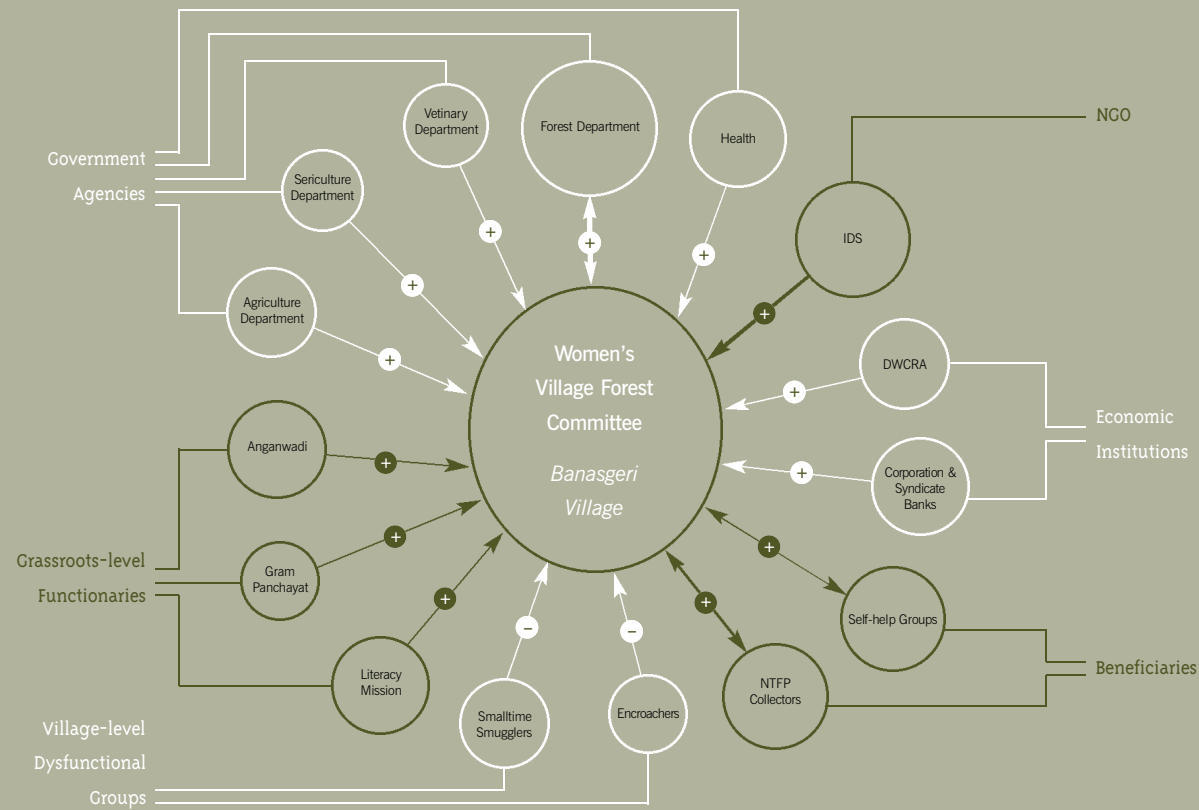 Government
Agencies
Vetinary
Department
Forest Department
Health
NGO
Sericulture
Department
IDS
Agriculture
Department
Women's
Village Forest
Committee
Banasgeri
Village
DWCRA
Economic
Institutions
Corporation &
Syndicate
Banks
Anganwadi
Grassroots-level
Functionaries
Gram
Panchayat
Literacy
Mission
Self-help Groups
NTFP
Collectors
Beneficiaries
Village-level
Dysfunctional
Groups
Smalltime
Smugglers
Encroachers
+
+
+
+
+
+
+
+
+
+
+
+
+
+
–
–